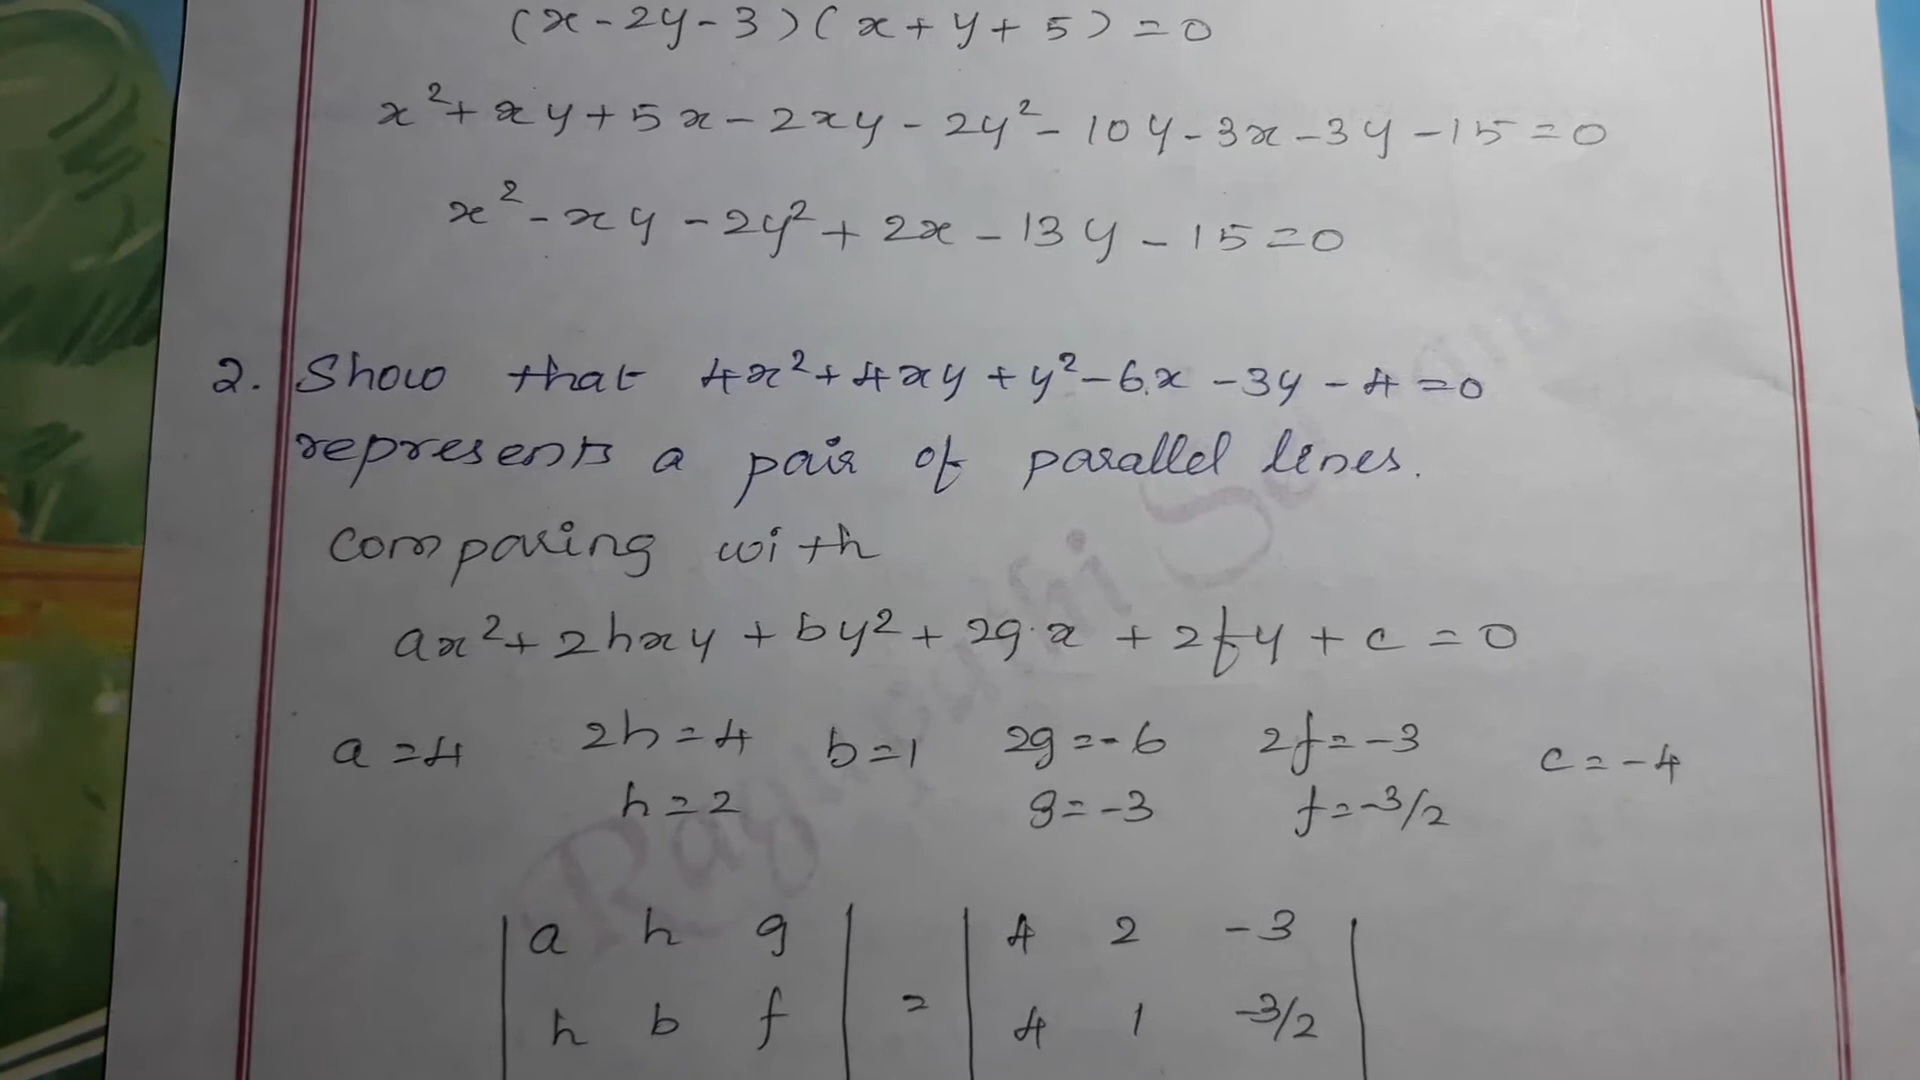 (x - 2y - 3)(x + y + 5) = 0
x² + xy + 5x - 2xy - 2y² - 10y - 3x - 3y - 15 = 0
x² - xy - 2y² + 2x - 13y - 15 = 0
2. Show that 4x² + 4xy + y² - 6x - 3y - 4 = 0
represents a pair of parallel lines.
comparing with
ax² + 2hxy + by² + 2g.x + 2fy + c = 0
a = 4 2h = 4 b = 1 2g = -6 2f = -3 c = -4
h = 2 g = -3 f = -3/2
| a h g | | 4 2 -3 |
| h b f | = | 4 1 -3/2 |